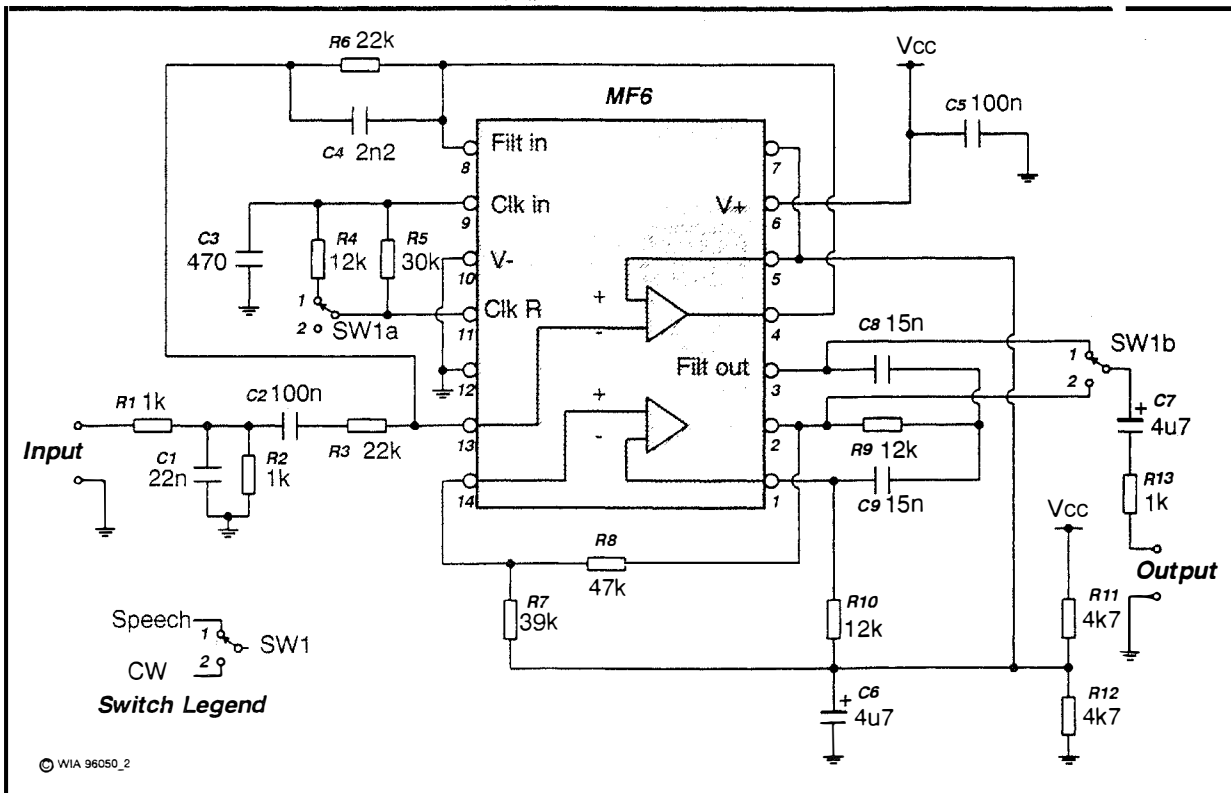 R6 22k
Vcc
MF6
C5 100n
C4 2n2
Filt in
8
7
Clk in
9
V+
6
C3
470
R4
12k
R5
30k
V-
10
5
1
2
SW1a
Clk R
11
+
-
4
C8 15n
SW1b
1
2
12
Filt out
3
C7
+
4u7
R1 1k
C2 100n
+
-
13
2
R9
12k
Input
C1
22n
R2
1k
R3 22k
14
1
C9 15n
R13
1k
Vcc
R8
47k
Output
R7
39k
R10
12k
R11
4k7
Speech
1
SW1
2
CW
Switch Legend
+
C6
4u7
R12
4k7
© WIA 96050_2